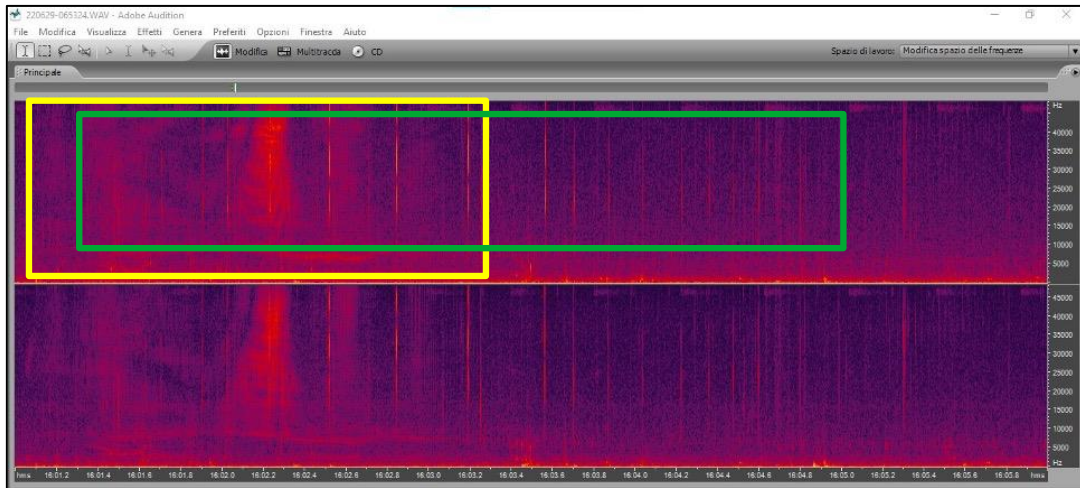 220629-065324.WAV - Adobe Audition
File Modifica Visualizza Effetti Genera Preferiti Opzioni Finestra Aiuto
Modifica Multitraccia CD
Spazio di lavoro: Modifica spazio delle frequenze
Principale
Hz
40000
35000
30000
25000
20000
15000
10000
5000
Hz
45000
40000
35000
30000
25000
20000
15000
10000
5000
Hz
hms 16:01.2 16:01.4 16:01.6 16:01.8 16:02.0 16:02.2 16:02.4 16:02.6 16:02.8 16:03.0 16:03.2 16:03.4 16:03.6 16:03.8 16:04.0 16:04.2 16:04.4 16:04.6 16:04.8 16:05.0 16:05.2 16:05.4 16:05.6 16:05.8 hms